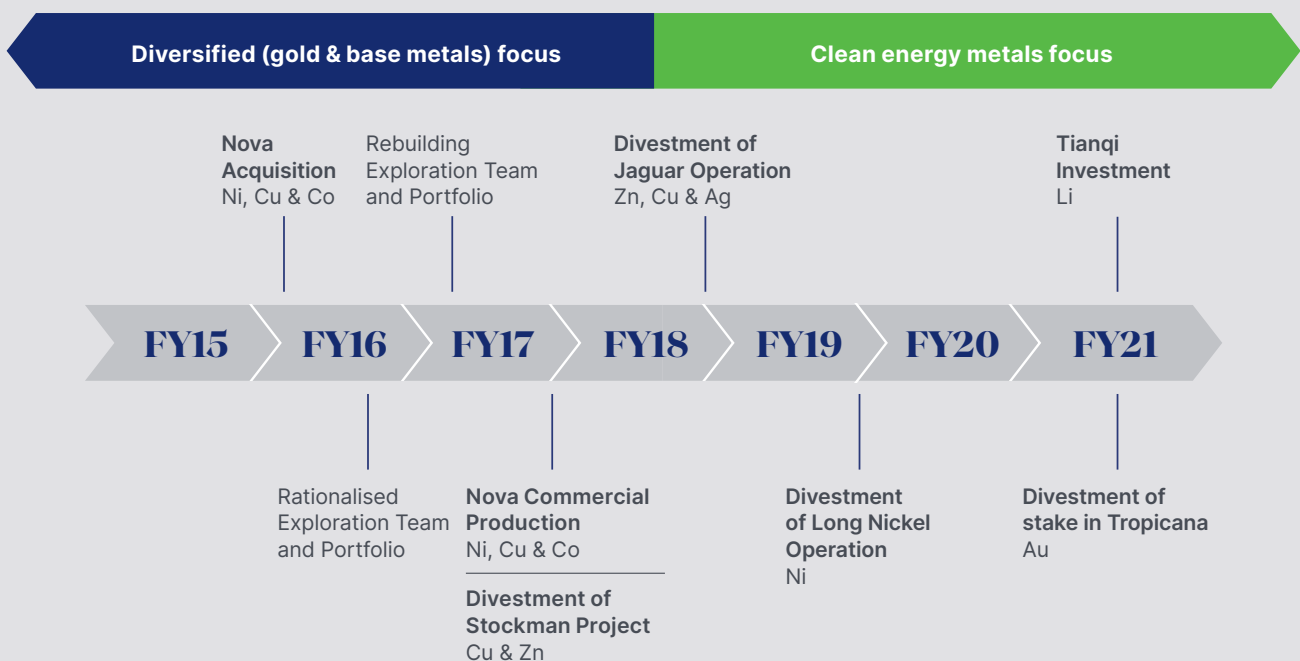 Diversified (gold & base metals) focus
Clean energy metals focus
Nova
Acquisition
Ni, Cu & Co
Rebuilding
Exploration Team
and Portfolio
Divestment of
Jaguar Operation
Zn, Cu & Ag
Tianqi
Investment
Li
FY15
FY16
FY17
FY18
FY19
FY20
FY21
Rationalised
Exploration Team
and Portfolio
Nova Commercial
Production
Ni, Cu & Co
Divestment of
Stockman Project
Cu & Zn
Divestment
of Long Nickel
Operation
Ni
Divestment of
stake in Tropicana
Au